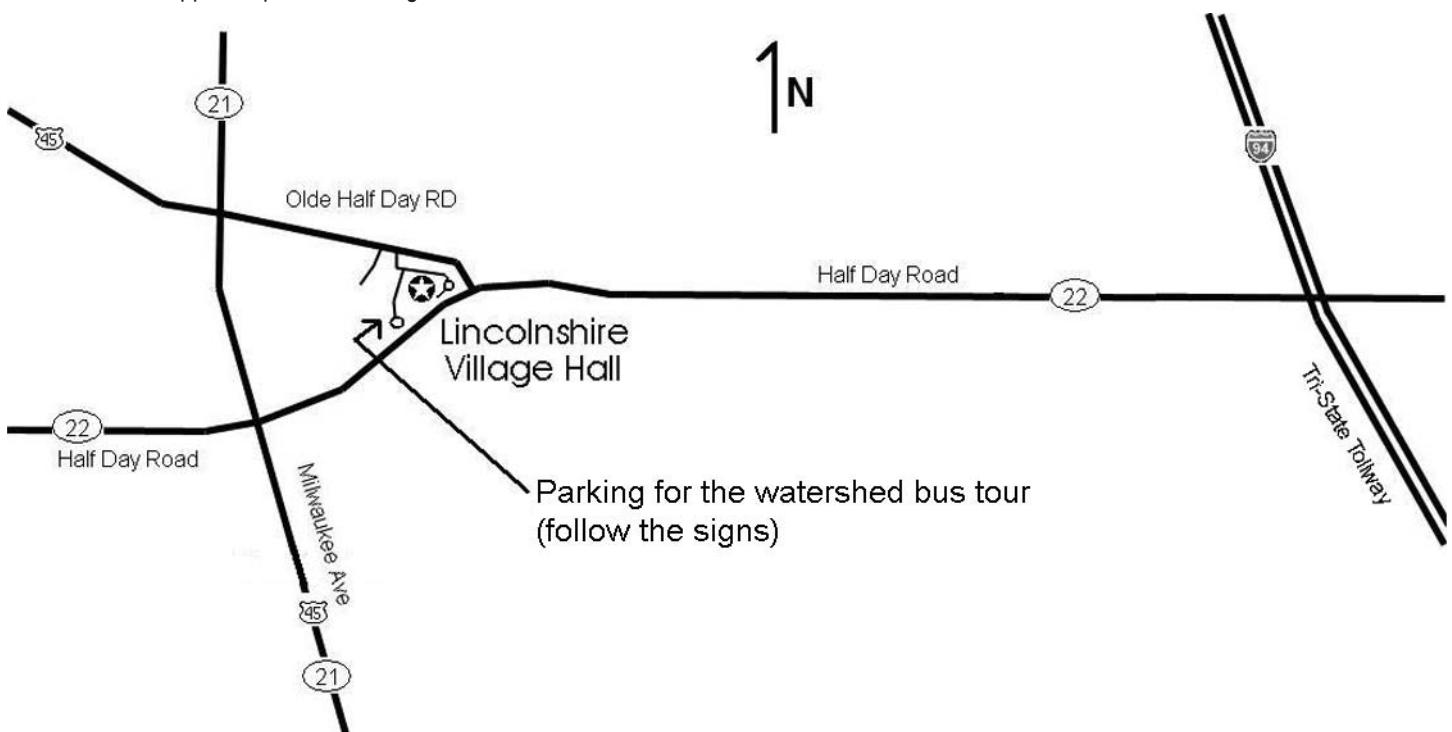 21
N
45
94
Olde Half Day RD
Half Day Road
22
Lincolnshire
Village Hall
Tri-State Tollway
22
Half Day Road
Milwaukee Ave
Parking for the watershed bus tour
(follow the signs)
45
21